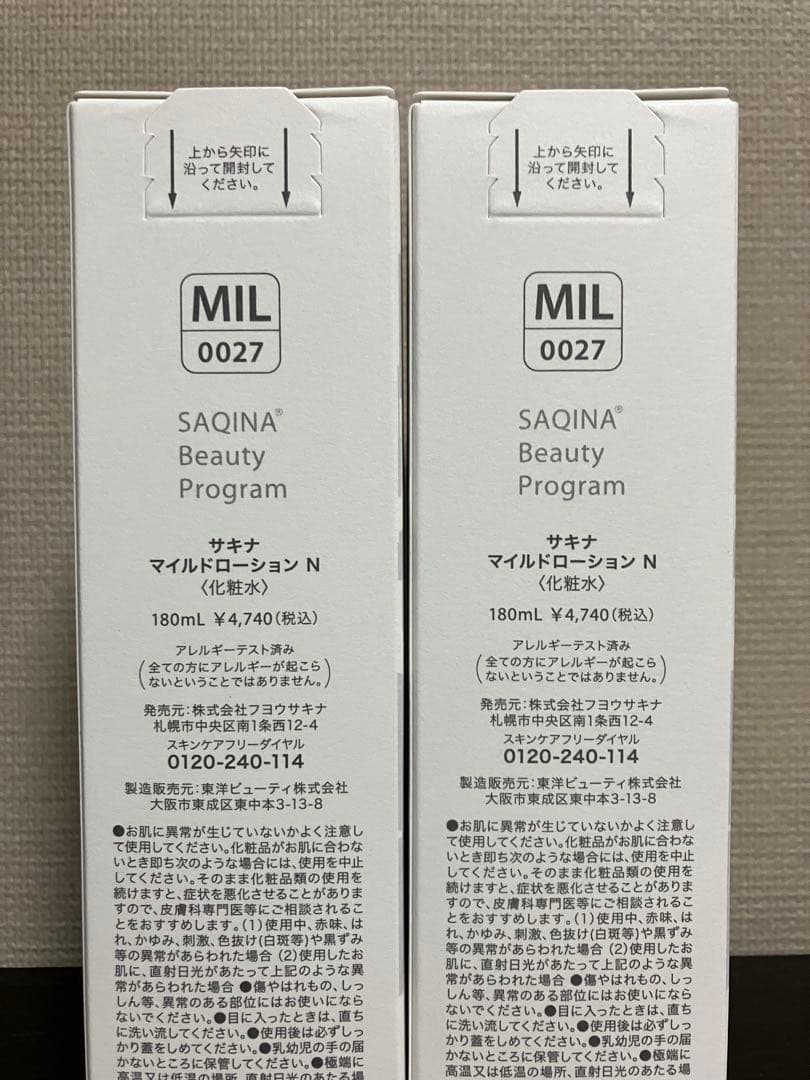 上から矢印に
沿って開封して
ください。
MIL
0027
SAQINA®
Beauty
Program
サキナ
マイルドローション N
〈化粧水〉
180mL ¥4,740(税込)
アレルギーテスト済み
(全ての方にアレルギーが起こら
ないということではありません。)
発売元:株式会社フヨウサキナ
札幌市中央区南1条西12-4
スキンケアフリーダイヤル
0120-240-114
製造販売元:東洋ビューティ株式会社
大阪市東成区東中本3-13-8
●お肌に異常が生じていないかよく注意し
て使用してください。化粧品がお肌に合わな
いとき即ち次のような場合には、使用を中止
してください。そのまま化粧品類の使用を
続けますと、症状を悪化させることがありま
すので、皮膚科専門医等にご相談されるこ
とをおすすめします。(1)使用中、赤味、は
れ、かゆみ、刺激、色抜け(白斑等)や黒ずみ
等の異常があらわれた場合 (2)使用したお
肌に、直射日光があたって上記のような異
常があらわれた場合 ●傷やはれもの、しっ
しん等、異常のある部位にはお使いになら
ないでください。●目に入ったときは、直ち
に洗い流してください。●使用後は必ずしっ
かり蓋をしめてください。●乳幼児の手の届
かないところに保管してください。●極端に
高温又は低温の場所、直射日光のあたる場
上から矢印に
沿って開封して
ください。
MIL
0027
SAQINA®
Beauty
Program
サキナ
マイルドローション N
〈化粧水〉
180mL ¥4,740(税込)
アレルギーテスト済み
(全ての方にアレルギーが起こら
ないということではありません。)
発売元:株式会社フヨウサキナ
札幌市中央区南1条西12-4
スキンケアフリーダイヤル
0120-240-114
製造販売元:東洋ビューティ株式会社
大阪市東成区東中本3-13-8
●お肌に異常が生じていないかよく注意し
て使用してください。化粧品がお肌に合わな
いとき即ち次のような場合には、使用を中止
してください。そのまま化粧品類の使用を
続けますと、症状を悪化させることがありま
すので、皮膚科専門医等にご相談されるこ
とをおすすめします。(1)使用中、赤味、は
れ、かゆみ、刺激、色抜け(白斑等)や黒ずみ
等の異常があらわれた場合 (2)使用したお
肌に、直射日光があたって上記のような異
常があらわれた場合 ●傷やはれもの、しっ
しん等、異常のある部位にはお使いになら
ないでください。●目に入ったときは、直ち
に洗い流してください。●使用後は必ずしっ
かり蓋をしめてください。●乳幼児の手の届
かないところに保管してください。●極端に
高温又は低温の場所、直射日光のあたる場